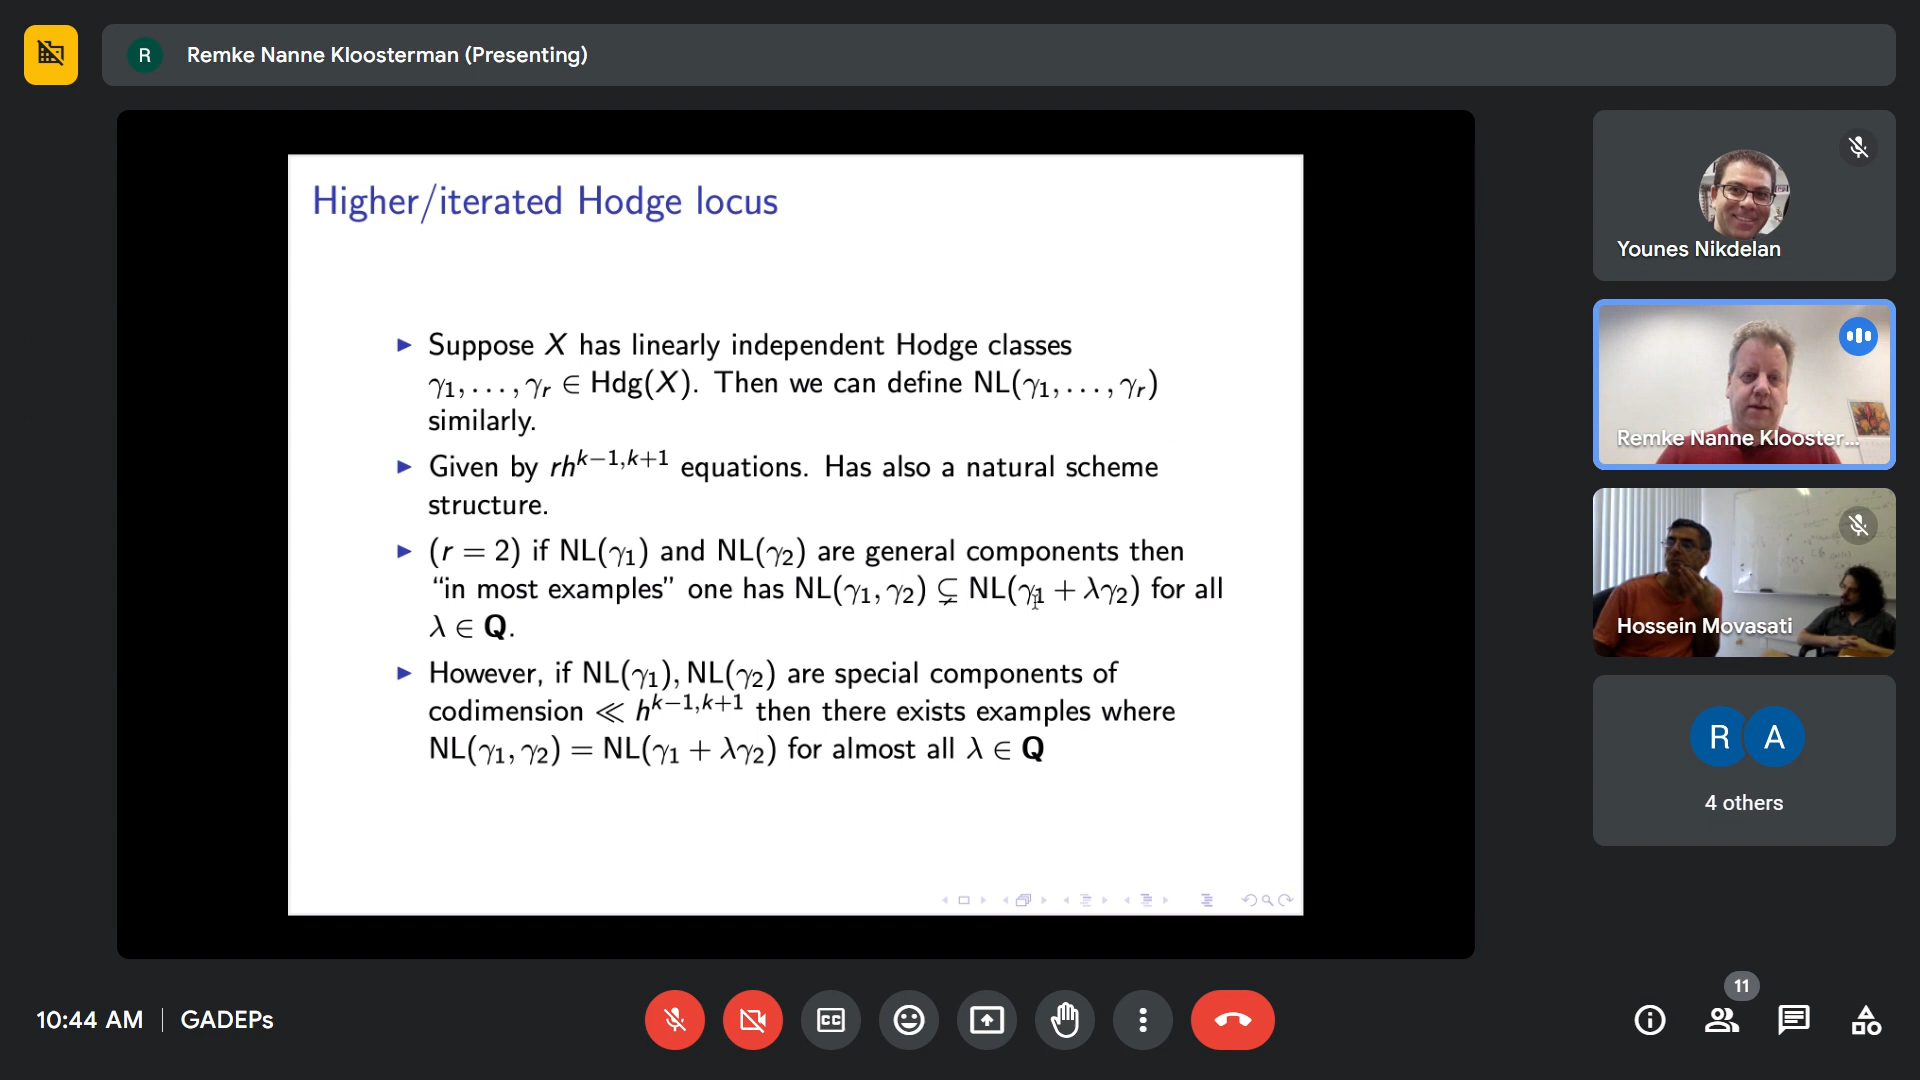 R Remke Nanne Kloosterman (Presenting)
Higher/iterated Hodge locus
▶ Suppose X has linearly independent Hodge classes
γ₁, . . . , γᵣ ∈ Hdg(X). Then we can define NL(γ₁, . . . , γᵣ)
similarly.
▶ Given by rh^{k−1,k+1} equations. Has also a natural scheme
structure.
▶ (r = 2) if NL(γ₁) and NL(γ₂) are general components then
“in most examples” one has NL(γ₁, γ₂) ⊊ NL(γ₁ + λγ₂) for all
λ ∈ Q.
▶ However, if NL(γ₁), NL(γ₂) are special components of
codimension ≪ h^{k−1,k+1} then there exists examples where
NL(γ₁, γ₂) = NL(γ₁ + λγ₂) for almost all λ ∈ Q
Younes Nikdelan
Remke Nanne Klooster...
Hossein Movasati
R A
4 others
10:44 AM | GADEPs
CC
11